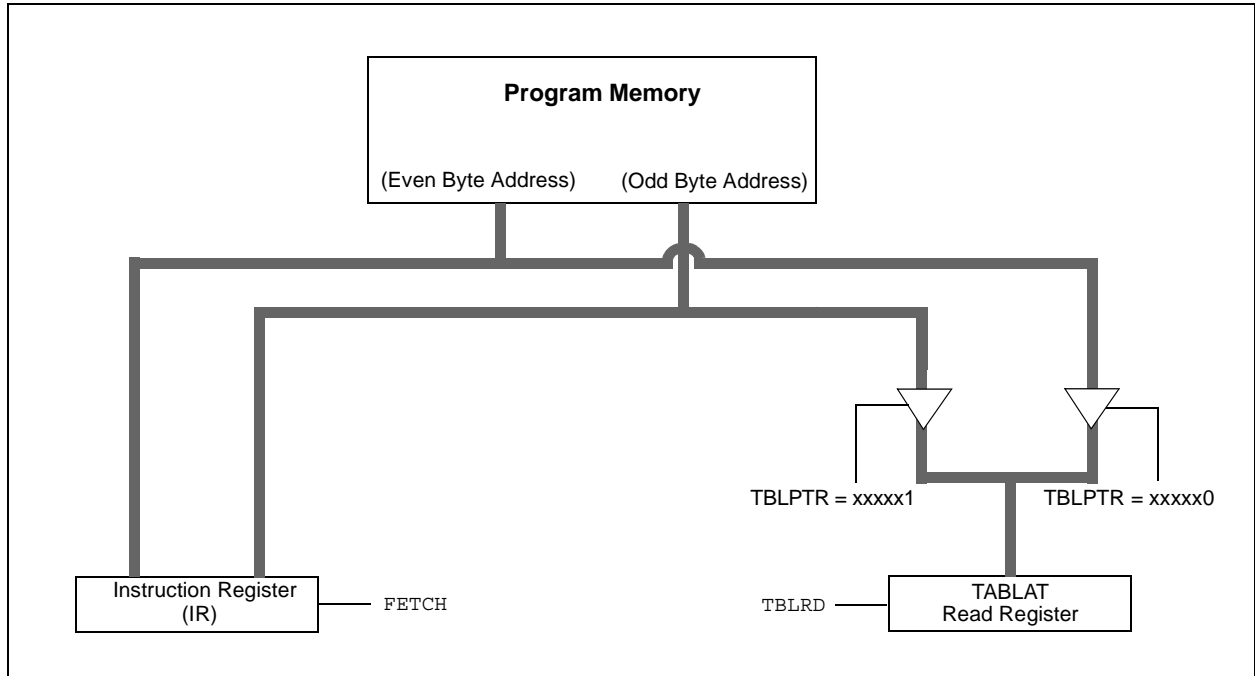 Program Memory
(Even Byte Address)
(Odd Byte Address)
TBLPTR = xxxxx1
TBLPTR = xxxxx0
Instruction Register
(IR)
FETCH
TBLRD
TABLAT
Read Register